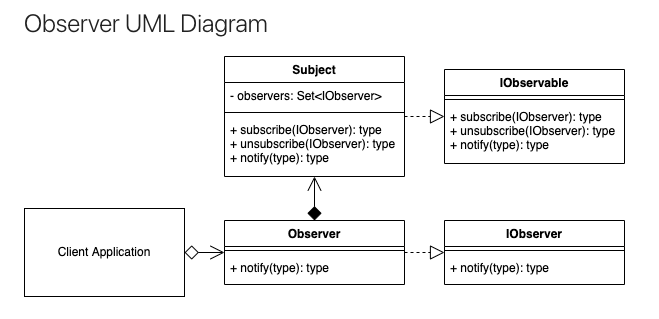 Observer UML Diagram
Subject
- observers: Set<IObserver>
+ subscribe(IObserver): type
+ unsubscribe(IObserver): type
+ notify(type): type
IObservable
+ subscribe(IObserver): type
+ unsubscribe(IObserver): type
+ notify(type): type
Client Application
Observer
+ notify(type): type
IObserver
+ notify(type): type